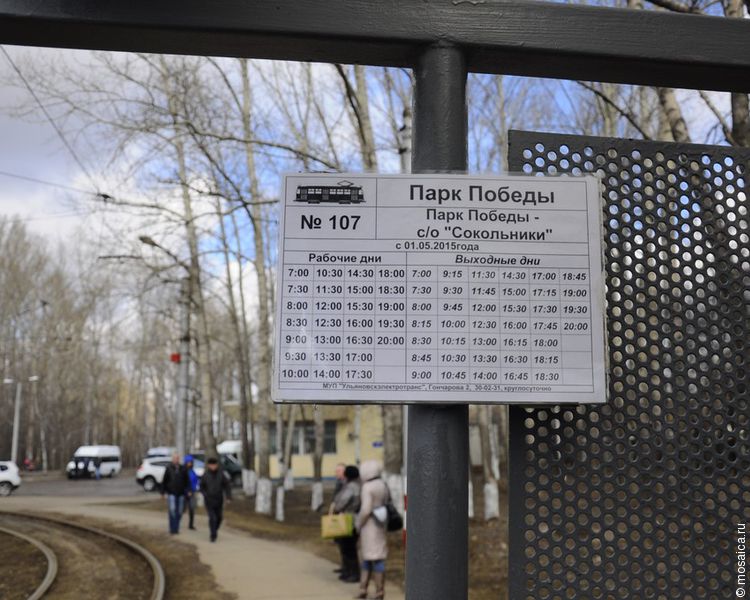 Парк Победы
№ 107
Парк Победы -
с/о "Сокольники"
с 01.05.2015года
Рабочие дни Выходные дни
7:00 10:30 14:30 18:00 7:00 9:15 11:30 14:30 17:00 18:45
7:30 11:30 15:00 18:30 7:30 9:30 11:45 15:00 17:15 19:00
8:00 12:00 15:30 19:00 8:00 9:45 12:00 15:30 17:30 19:30
8:30 12:30 16:00 19:30 8:15 10:00 12:30 16:00 17:45 20:00
9:00 13:00 16:30 20:00 8:30 10:15 13:00 16:15 18:00
9:30 13:30 17:00 8:45 10:30 13:30 16:30 18:15
10:00 14:00 17:30 9:00 10:45 14:00 16:45 18:30
МУП "Ульяновскэлектротранс", Гончарова 2, 30-02-31, круглосуточно
© mosaica.ru